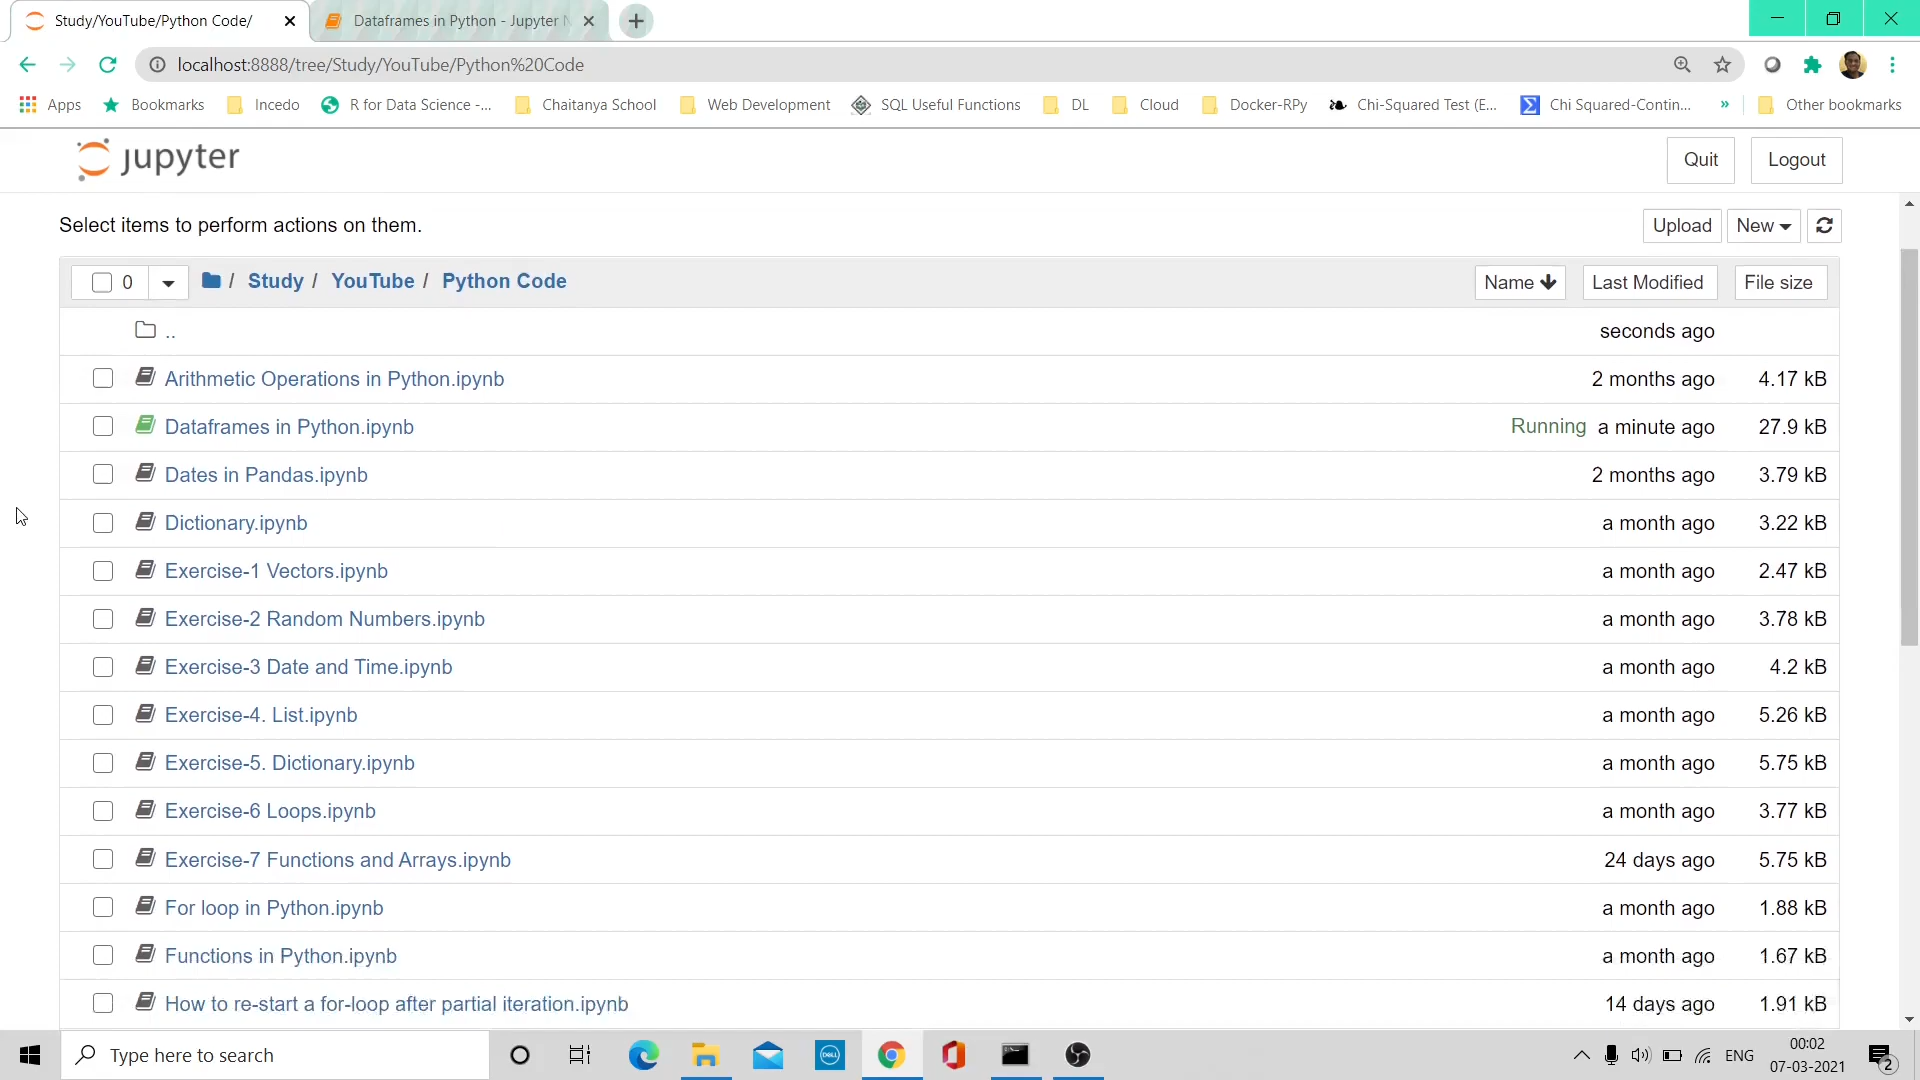 Study/YouTube/Python Code/
Dataframes in Python - Jupyter N
localhost:8888/tree/Study/YouTube/Python%20Code
Apps Bookmarks Incedo R for Data Science -... Chaitanya School Web Development SQL Useful Functions DL Cloud Docker-RPy Chi-Squared Test (E... Chi Squared-Contin... » Other bookmarks
jupyter
Quit Logout
Select items to perform actions on them.
Upload New
0 / Study / YouTube / Python Code Name Last Modified File size
.. seconds ago
Arithmetic Operations in Python.ipynb 2 months ago 4.17 kB
Dataframes in Python.ipynb Running a minute ago 27.9 kB
Dates in Pandas.ipynb 2 months ago 3.79 kB
Dictionary.ipynb a month ago 3.22 kB
Exercise-1 Vectors.ipynb a month ago 2.47 kB
Exercise-2 Random Numbers.ipynb a month ago 3.78 kB
Exercise-3 Date and Time.ipynb a month ago 4.2 kB
Exercise-4. List.ipynb a month ago 5.26 kB
Exercise-5. Dictionary.ipynb a month ago 5.75 kB
Exercise-6 Loops.ipynb a month ago 3.77 kB
Exercise-7 Functions and Arrays.ipynb 24 days ago 5.75 kB
For loop in Python.ipynb a month ago 1.88 kB
Functions in Python.ipynb a month ago 1.67 kB
How to re-start a for-loop after partial iteration.ipynb 14 days ago 1.91 kB
Type here to search
DELL
ENG
00:02
07-03-2021
2